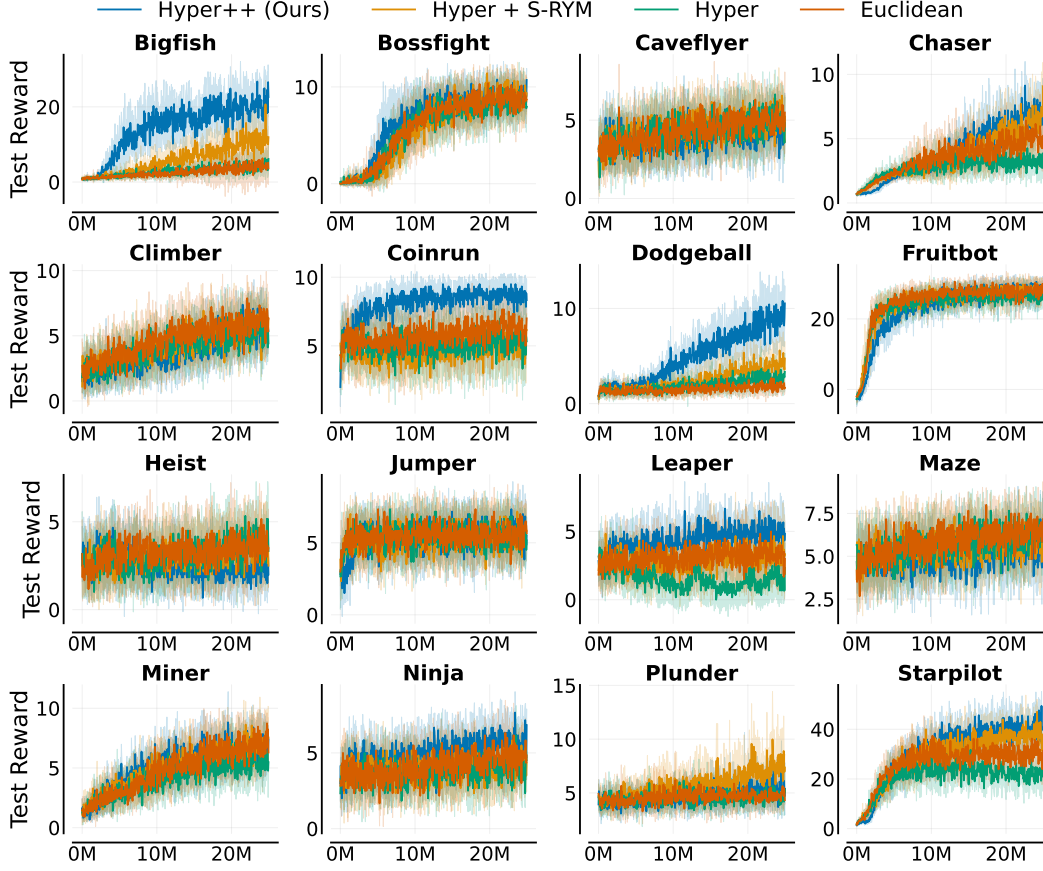 Hyper++ (Ours) Hyper + S-RYM Hyper Euclidean
Bigfish Bossfight Caveflyer Chaser
Test Reward
20
0
10
0
5
0
10
5
0
0M 10M 20M 0M 10M 20M 0M 10M 20M 0M 10M 20M
Climber Coinrun Dodgeball Fruitbot
Test Reward
10
5
0
10
5
10
0
20
0
0M 10M 20M 0M 10M 20M 0M 10M 20M 0M 10M 20M
Heist Jumper Leaper Maze
Test Reward
5
0
5
0
5
0
7.5
5.0
2.5
0M 10M 20M 0M 10M 20M 0M 10M 20M 0M 10M 20M
Miner Ninja Plunder Starpilot
Test Reward
10
5
0
5
0
15
10
5
40
20
0
0M 10M 20M 0M 10M 20M 0M 10M 20M 0M 10M 20M